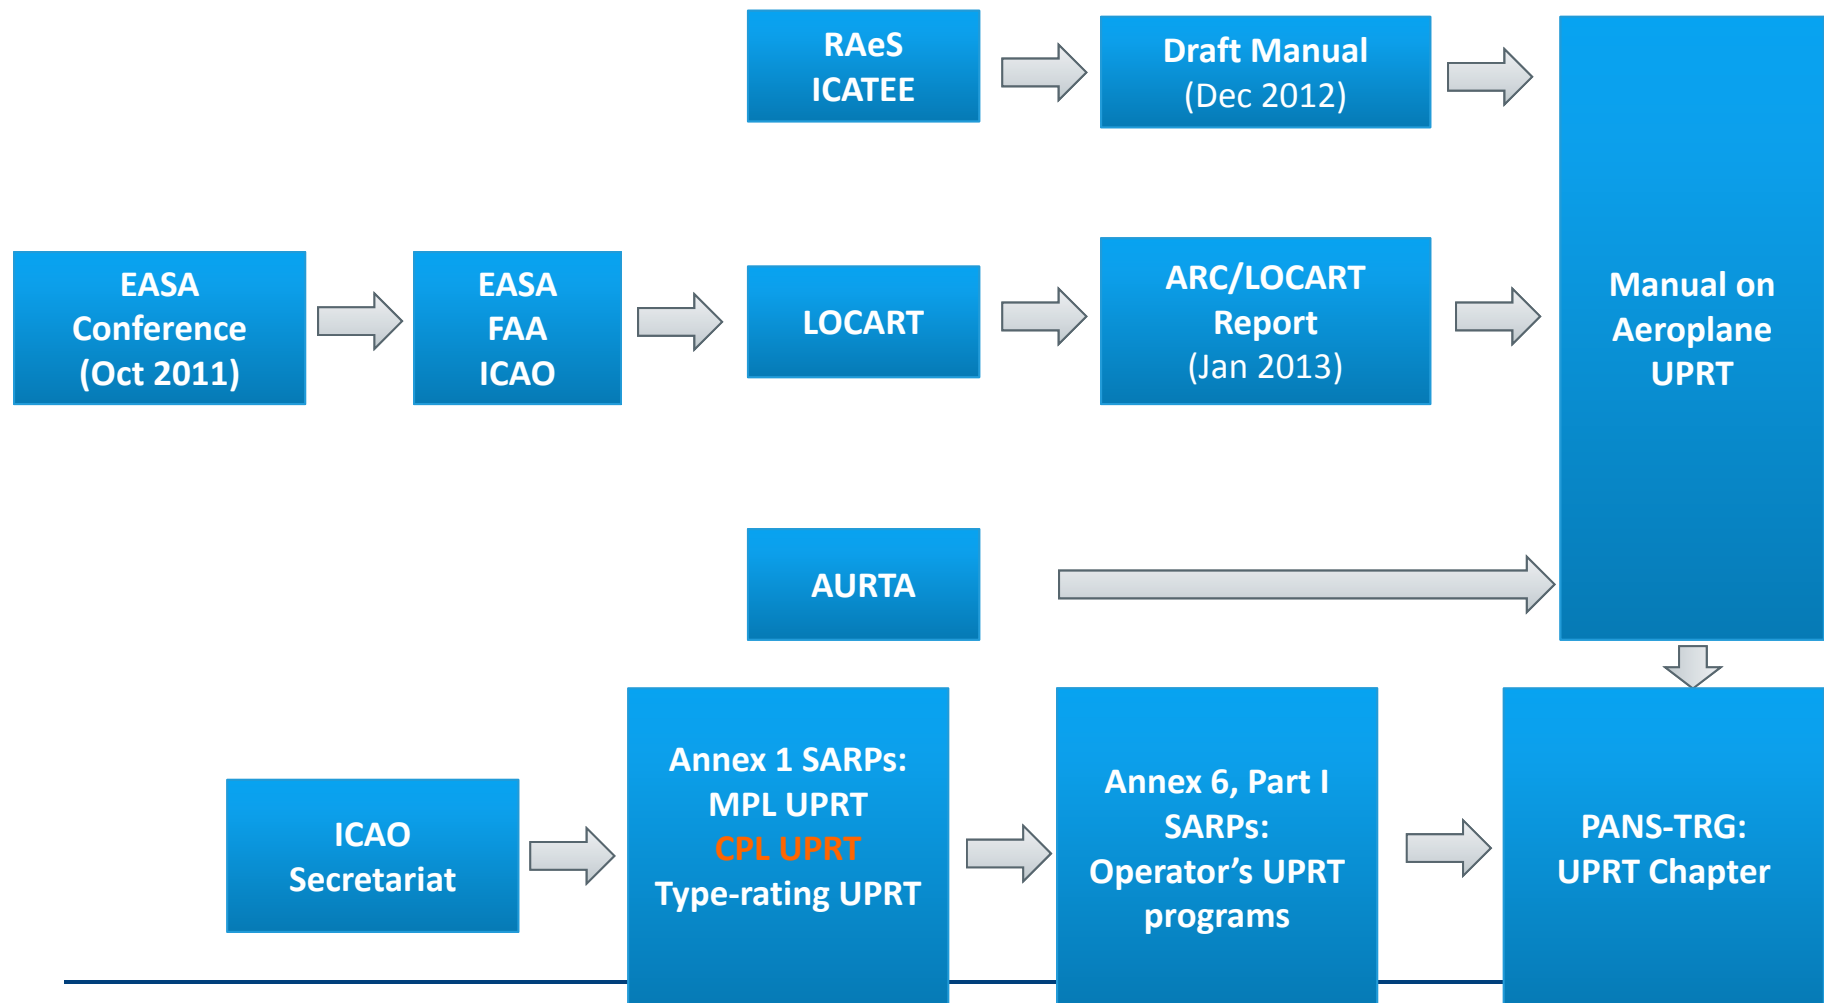 RAeS
ICATEE
Draft Manual
(Dec 2012)
EASA
Conference
(Oct 2011)
EASA
FAA
ICAO
LOCART
ARC/LOCART
Report
(Jan 2013)
Manual on
Aeroplane
UPRT
AURTA
ICAO
Secretariat
Annex 1 SARPs:
MPL UPRT
CPL UPRT
Type-rating UPRT
Annex 6, Part I
SARPs:
Operator’s UPRT
programs
PANS-TRG:
UPRT Chapter